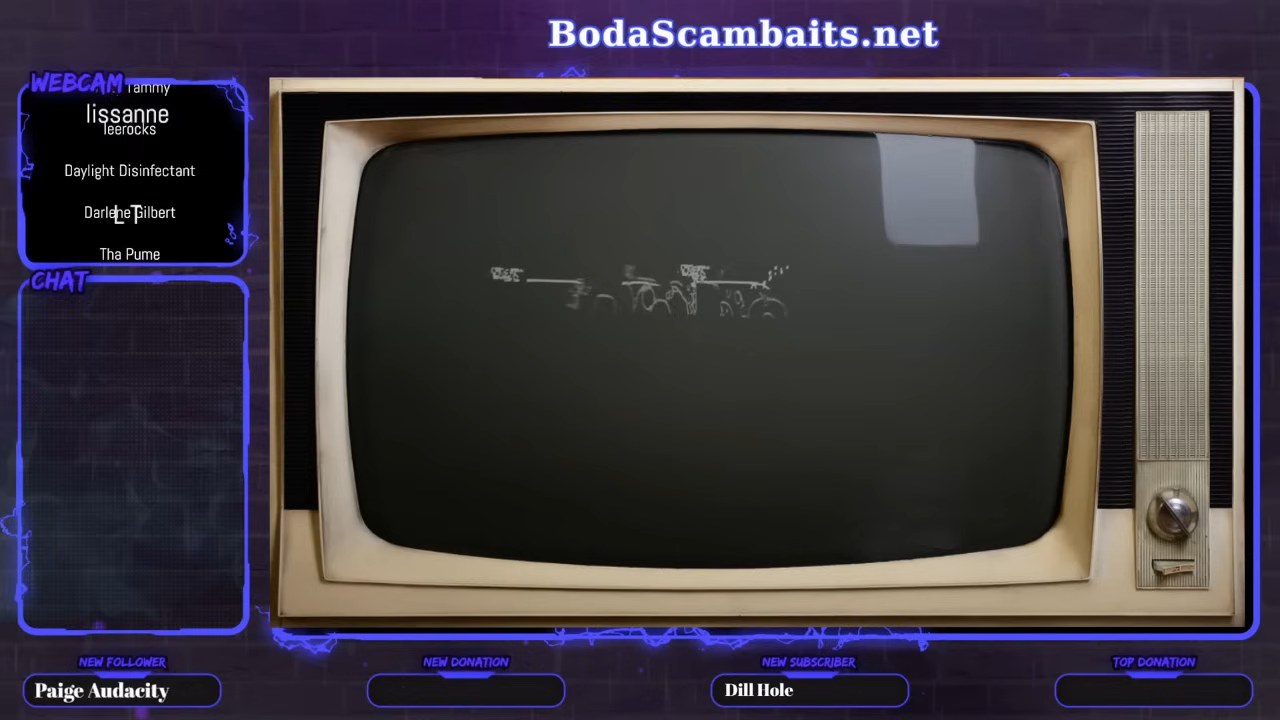 BodaScambaits.net
WEBCAM
Tammy
lissanne
leerocks
Daylight Disinfectant
Darlene Gilbert
L T
Tha Pume
CHAT
NEW FOLLOWER
NEW DONATION
NEW SUBSCRIBER
TOP DONATION
Paige Audacity
Dill Hole